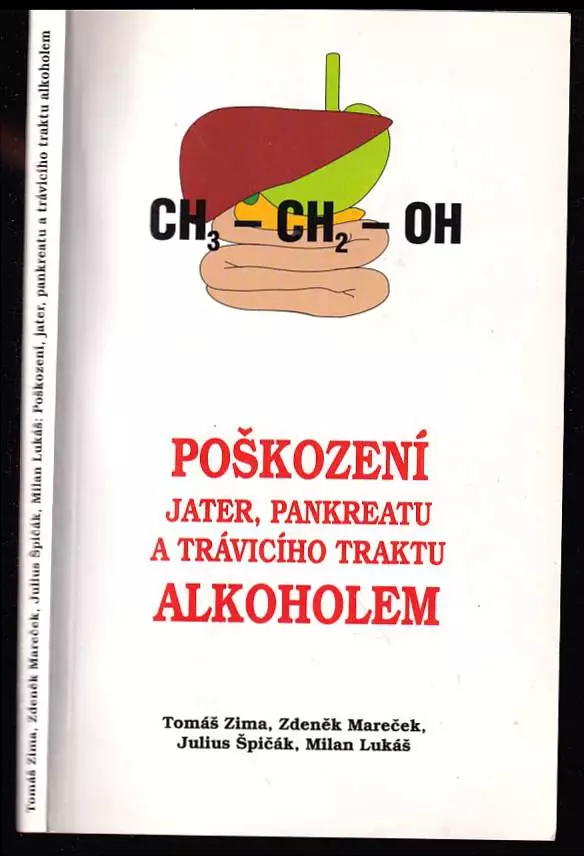 Tomáš Zima, Zdeněk Mareček, Julius Špičák, Milan Lukáš: Poškození, jater, pankreatu a trávicího traktu alkoholem
CH₃ – CH₂ – OH
POŠKOZENÍ
JATER, PANKREATU
A TRÁVICÍHO TRAKTU
ALKOHOLEM
Tomáš Zima, Zdeněk Mareček,
Julius Špičák, Milan Lukáš